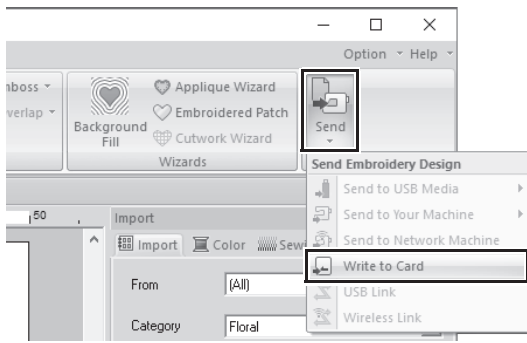 Option Help
Applique Wizard
Embroidered Patch
Background Fill
Cutwork Wizard
Wizards
Send
Send Embroidery Design
Send to USB Media
Send to Your Machine
Send to Network Machine
Write to Card
USB Link
Wireless Link
50
Import
Import Color Sew
From (All)
Category Floral